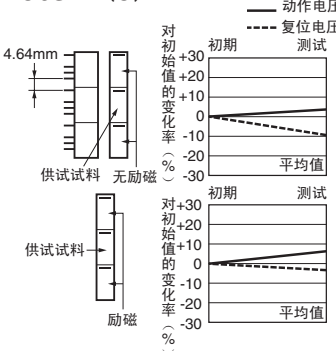 动作电压
复位电压
4.64mm
供试试料
无励磁
对初始值的变化率（%）
+30
+20
+10
0
-10
-20
-30
初期
测试
平均值
供试试料
励磁
对初始值的变化率（%
+30
+20
+10
0
-10
-20
-30
初期
测试
平均值